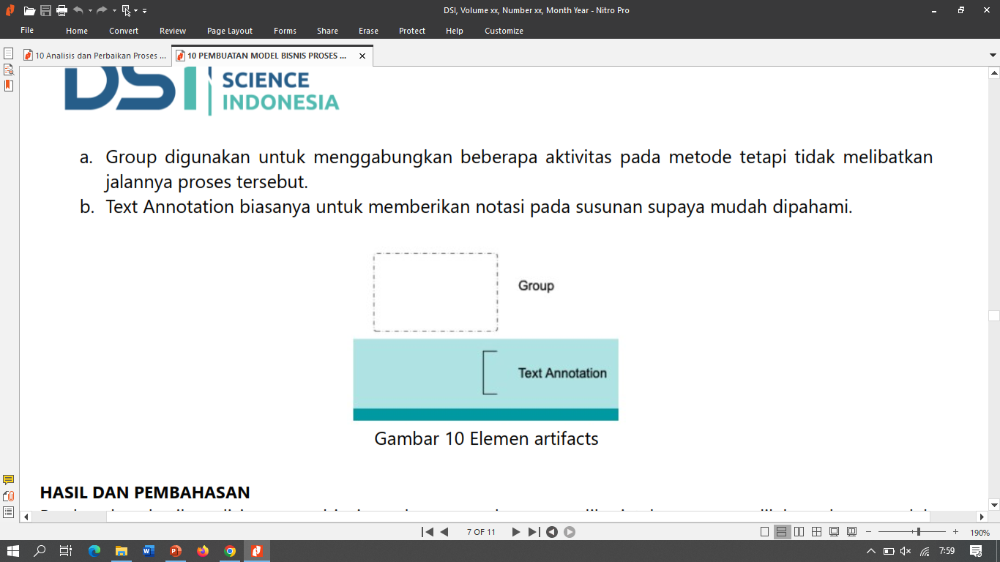 DSI, Volume xx, Number xx, Month Year - Nitro Pro
File Home Convert Review Page Layout Forms Share Erase Protect Help Customize
10 Analisis dan Perbaikan Proses ... 10 PEMBUATAN MODEL BISNIS PROSES ...
DSI
SCIENCE
INDONESIA
a. Group digunakan untuk menggabungkan beberapa aktivitas pada metode tetapi tidak melibatkan
jalannya proses tersebut.
b. Text Annotation biasanya untuk memberikan notasi pada susunan supaya mudah dipahami.
Group
Text Annotation
Gambar 10 Elemen artifacts
HASIL DAN PEMBAHASAN
7 OF 11
190%
7:59